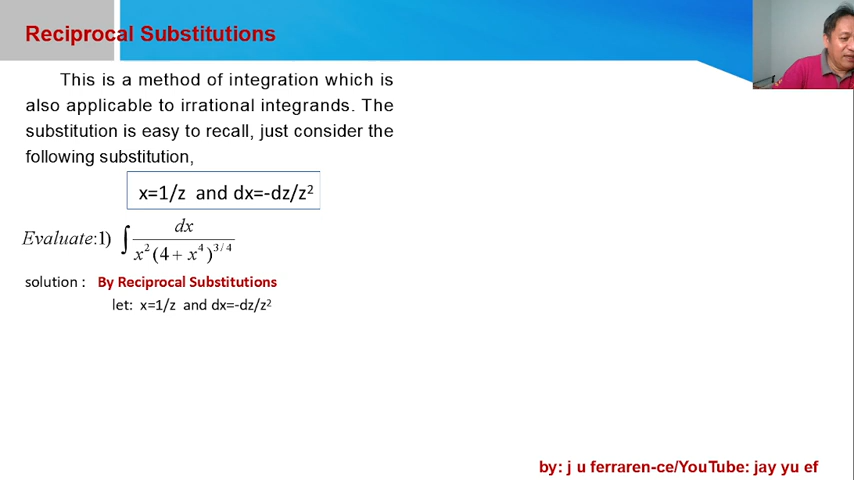 Reciprocal Substitutions
This is a method of integration which is
also applicable to irrational integrands. The
substitution is easy to recall, just consider the
following substitution,
x=1/z and dx=-dz/z²
Evaluate:1) ∫ dx / x²(4+x⁴)^3/4
solution : By Reciprocal Substitutions
let: x=1/z and dx=-dz/z²
by: j u ferraren-ce/YouTube: jay yu ef